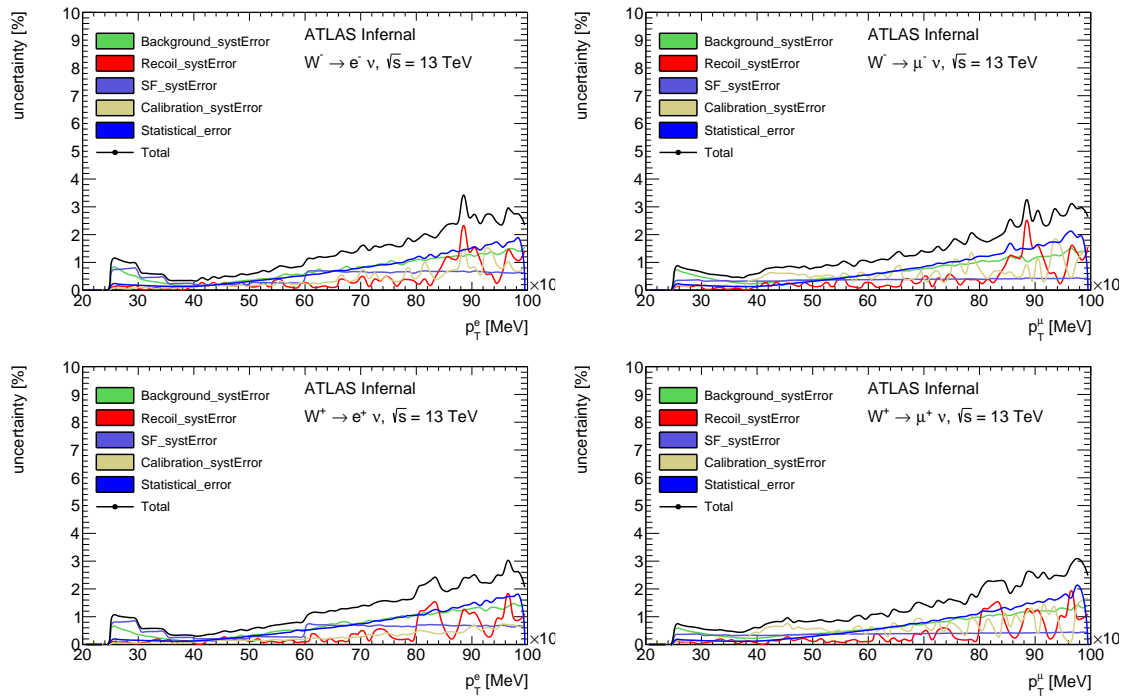 uncertainty [%]
10
9
8
7
6
5
4
3
2
1
0
Background_systError
Recoil_systError
SF_systError
Calibration_systError
Statistical_error
Total
ATLAS Infernal
W⁻ → e⁻ ν, √s = 13 TeV
20 30 40 50 60 70 80 90 100
×10
p_T^e [MeV]
uncertainty [%]
10
9
8
7
6
5
4
3
2
1
0
Background_systError
Recoil_systError
SF_systError
Calibration_systError
Statistical_error
Total
ATLAS Infernal
W⁻ → μ⁻ ν, √s = 13 TeV
20 30 40 50 60 70 80 90 100
×10
p_T^μ [MeV]
uncertainty [%]
10
9
8
7
6
5
4
3
2
1
0
Background_systError
Recoil_systError
SF_systError
Calibration_systError
Statistical_error
Total
ATLAS Infernal
W⁺ → e⁺ ν, √s = 13 TeV
20 30 40 50 60 70 80 90 100
×10
p_T^e [MeV]
uncertainty [%]
10
9
8
7
6
5
4
3
2
1
0
Background_systError
Recoil_systError
SF_systError
Calibration_systError
Statistical_error
Total
ATLAS Infernal
W⁺ → μ⁺ ν, √s = 13 TeV
20 30 40 50 60 70 80 90 100
×10
p_T^μ [MeV]